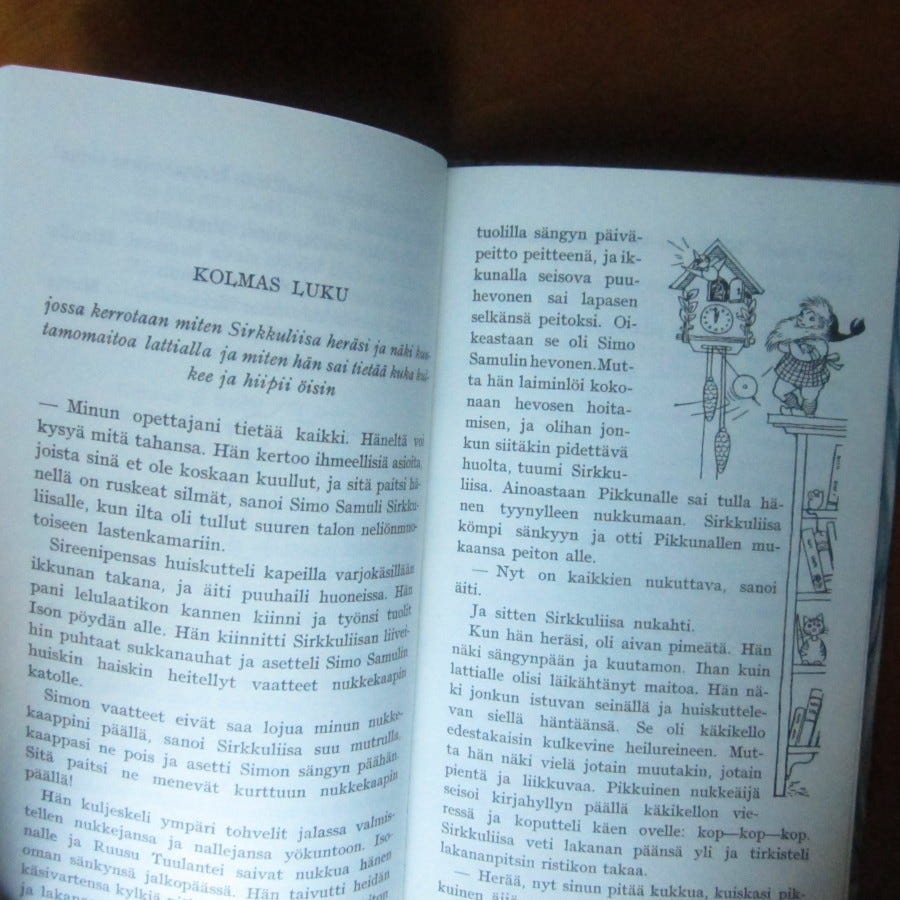 KOLMAS LUKU
jossa kerrotaan miten Sirkkuliisa heräsi ja näki kuu-
tamomaitoa lattialla ja miten hän sai tietää kuka kul-
kee ja hiipii öisin
— Minun opettajani tietää kaikki. Häneltä voi
kysyä mitä tahansa. Hän kertoo ihmeellisiä asioita,
joista sinä et ole koskaan kuullut, ja sitä paitsi hä-
nellä on ruskeat silmät, sanoi Simo Samuli Sirkku-
liisalle, kun ilta oli tullut suuren talon neliönmuo-
toiseen lastenkamariin.
Sireenipensas huiskutteli kapeilla varjokäsillään
ikkunan takana, ja äiti puuhaili huoneissa. Hän
pani lelulaatikon kannen kiinni ja työnsi tuolit
Ison pöydän alle. Hän kiinnitti Sirkkuliisan liivei-
hin puhtaat sukkanauhat ja asetteli Simo Samulin
huiskin haiskin heitellyt vaatteet nukkekaapin
katolle.
Simon vaatteet eivät saa lojua minun nukke-
kaappini päällä, sanoi Sirkkuliisa suu mutrulla,
kaappasi ne pois ja asetti Simon sängyn päähän.
Sitä paitsi ne menevät kurttuun nukkekaapin
päällä!
Hän kuljeskeli ympäri tohvelit jalassa valmis-
tellen nukkejansa ja nallejansa yökuntoon. Iso-
nalle ja Ruusu Tuulantei saivat nukkua hänen
oman sänkynsä jalkopäässä. Hän taivutti heidän
käsivartensa kylkiä
ja lakanan
tuolilla sängyn päivä-
peitto peitteenä, ja ik-
kunalla seisova puu-
hevonen sai lapasen
selkänsä peitoksi. Oi-
keastaan se oli Simo
Samulin hevonen.Mut-
ta hän laiminlöi koko-
naan hevosen hoita-
misen, ja olihan jon-
kun siitäkin pidettävä
huolta, tuumi Sirkku-
liisa. Ainoastaan Pikkunalle sai tulla hä-
nen tyynylleen nukkumaan. Sirkkuliisa
kömpi sänkyyn ja otti Pikkunallen mu-
kaansa peiton alle.
— Nyt on kaikkien nukuttava, sanoi
äiti.
Ja sitten Sirkkuliisa nukahti.
Kun hän heräsi, oli aivan pimeätä. Hän
näki sängynpään ja kuutamon. Ihan kuin
lattialle olisi läikähtänyt maitoa. Hän nä-
ki jonkun istuvan seinällä ja huiskuttele-
van siellä häntäänsä. Se oli käkikello
edestakaisin kulkevine heilureineen. Mut-
ta hän näki vielä jotain muutakin, jotain
pientä ja liikkuvaa. Pikkuinen nukkeäijä
seisoi kirjahyllyn päällä käkikellon vie-
ressä ja koputteli käen ovelle: kop—kop—kop.
Sirkkuliisa veti lakanan päänsä yli ja tirkisteli
lakananpitsin ristikon takaa.
— Herää, nyt sinun pitää kukkua, kuiskasi pik-
kuinen äijä